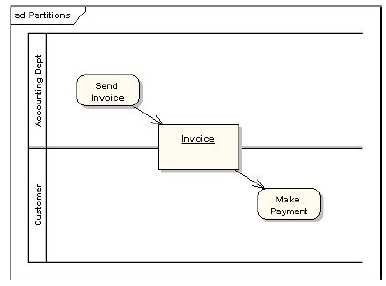 ad Partitions
Accounting Dept
Send
Invoice
Invoice
Customer
Make
Payment